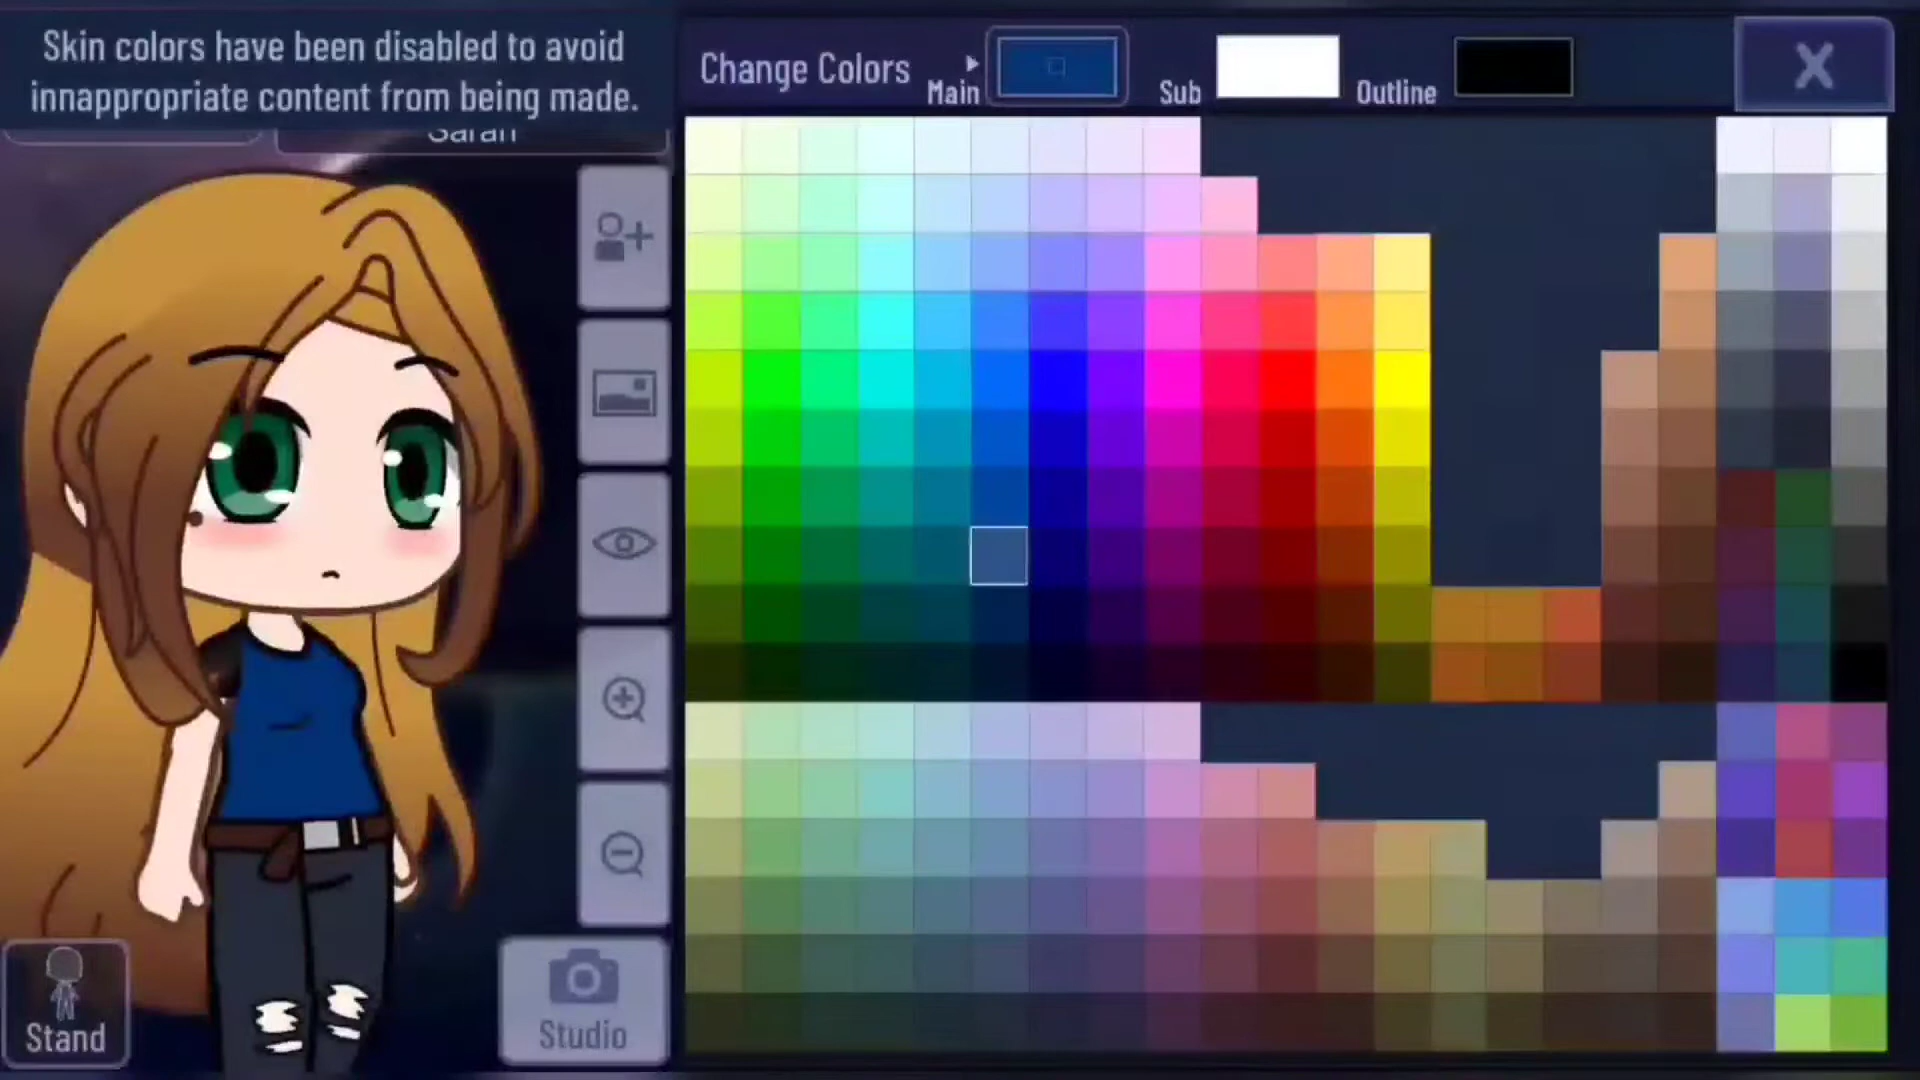 Skin colors have been disabled to avoid
innappropriate content from being made.
Sarah
Change Colors
Main
Sub
Outline
X
Stand
Studio